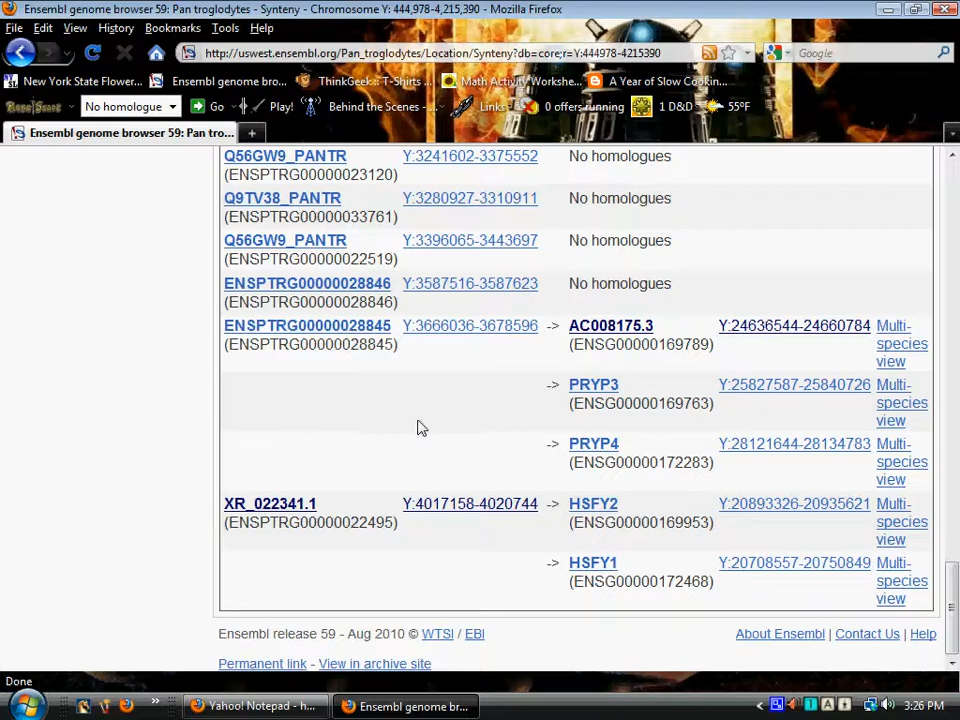 Ensembl genome browser 59: Pan troglodytes - Synteny - Chromosome Y: 444,978-4,215,390 - Mozilla Firefox
File Edit View History Bookmarks Tools Help
http://uswest.ensembl.org/Pan_troglodytes/Location/Synteny?db=core;r=Y:444978-4215390 Google
New York State Flower... Ensembl genome bro... ThinkGeek :: T-Shirts ... Math Activity Workshe... A Year of Slow Cookin...
No homologue Go Play! Behind the Scenes - ... Links 0 offers running 1 D&D 55°F
Ensembl genome browser 59: Pan tro...
Q56GW9_PANTR Y:3241602-3375552 No homologues
(ENSPTRG00000023120)
Q9TV38_PANTR Y:3280927-3310911 No homologues
(ENSPTRG00000033761)
Q56GW9_PANTR Y:3396065-3443697 No homologues
(ENSPTRG00000022519)
ENSPTRG00000028846 Y:3587516-3587623 No homologues
(ENSPTRG00000028846)
ENSPTRG00000028845 Y:3666036-3678596 -> AC008175.3 Y:24636544-24660784 Multi-
(ENSPTRG00000028845) (ENSG00000169789) species
view
-> PRYP3 Y:25827587-25840726 Multi-
(ENSG00000169763) species
view
-> PRYP4 Y:28121644-28134783 Multi-
(ENSG00000172283) species
view
XR_022341.1 Y:4017158-4020744 -> HSFY2 Y:20893326-20935621 Multi-
(ENSPTRG00000022495) (ENSG00000169953) species
view
-> HSFY1 Y:20708557-20750849 Multi-
(ENSG00000172468) species
view
Ensembl release 59 - Aug 2010 © WTSI / EBI About Ensembl | Contact Us | Help
Permanent link - View in archive site
Done
Yahoo! Notepad - h... Ensembl genome br... 3:26 PM